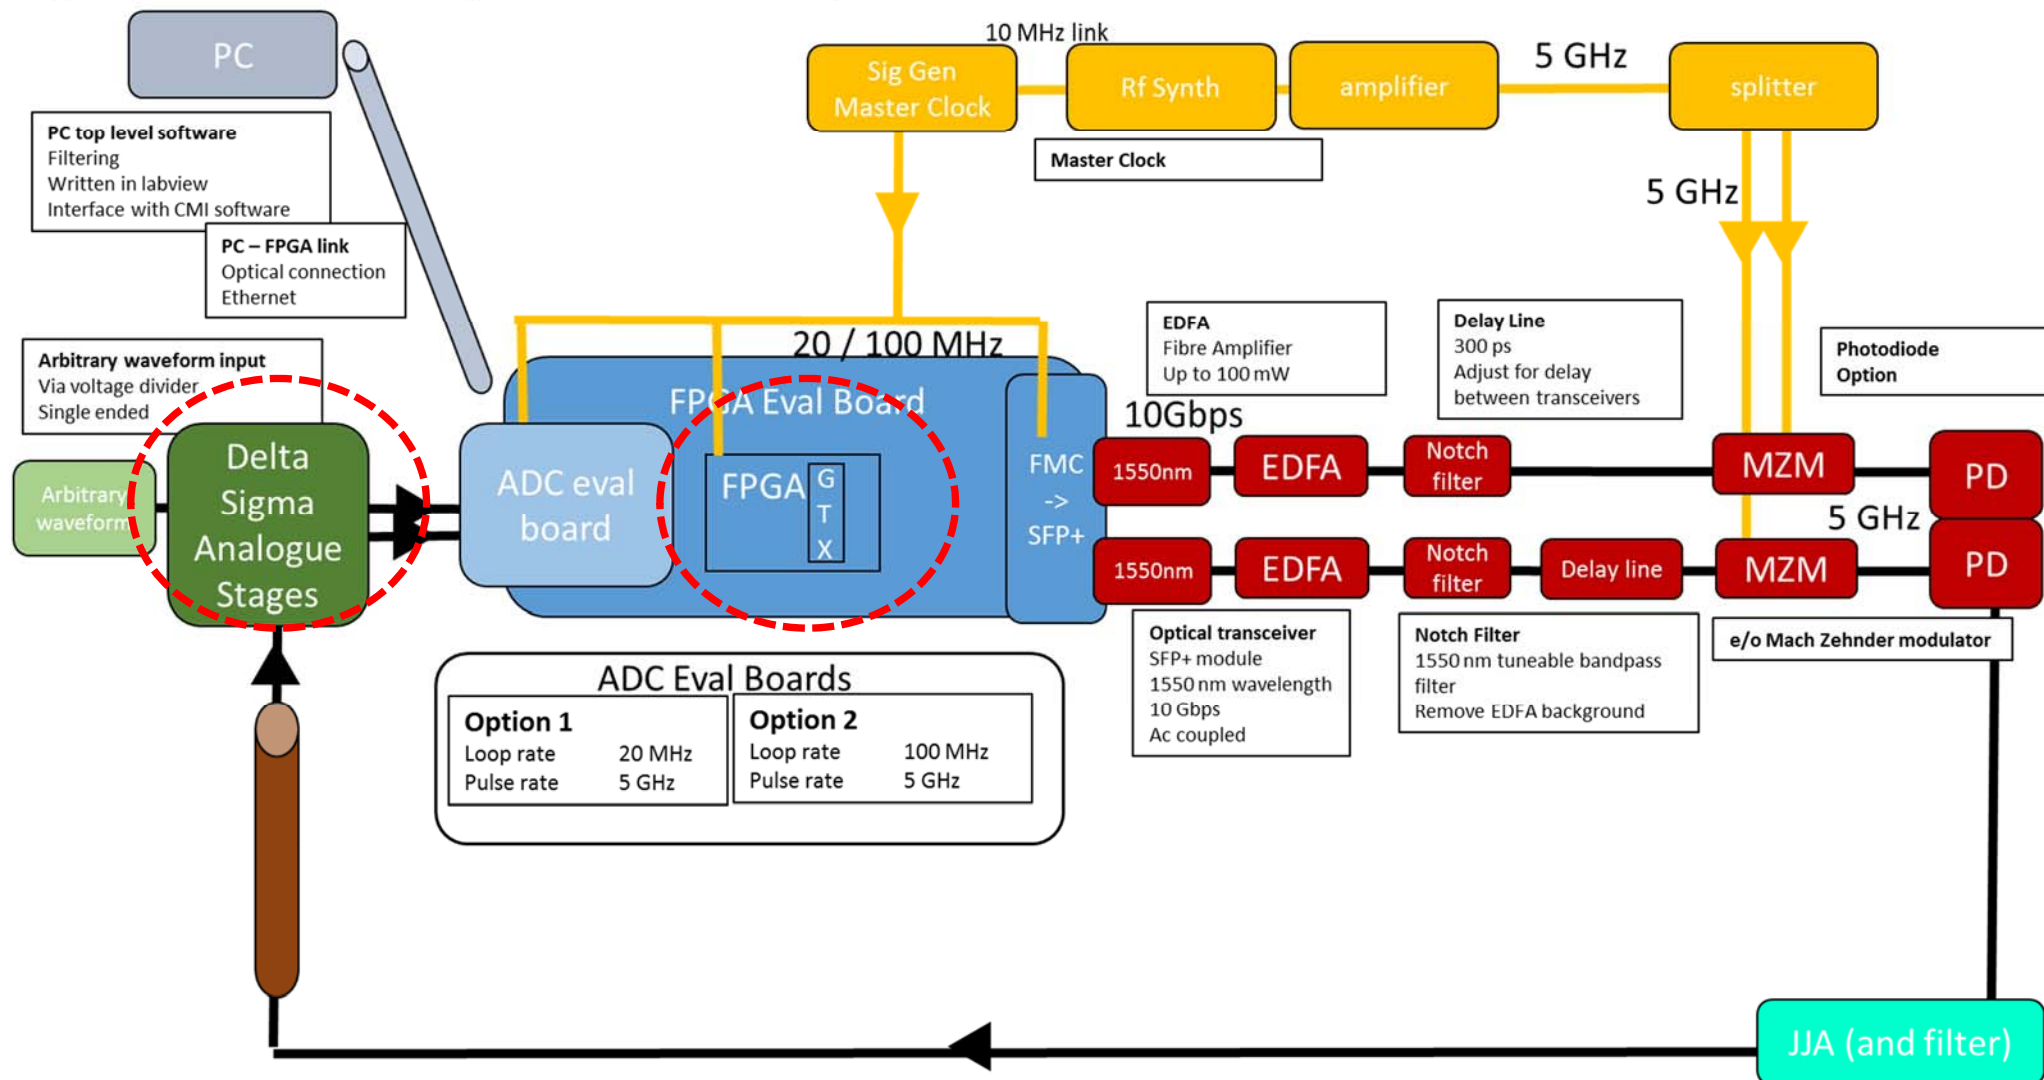 PC
10 MHz link
Sig Gen
Master Clock
Rf Synth
amplifier
5 GHz
splitter
PC top level software
Filtering
Written in labview
Interface with CMI software
Master Clock
5 GHz
PC – FPGA link
Optical connection
Ethernet
20 / 100 MHz
EDFA
Fibre Amplifier
Up to 100 mW
Delay Line
300 ps
Adjust for delay
between transceivers
Photodiode
Option
Arbitrary waveform input
Via voltage divider
Single ended
FPGA Eval Board
10Gbps
Arbitrary
waveform
Delta
Sigma
Analogue
Stages
ADC eval
board
FPGA
G
T
X
FMC
->
SFP+
1550nm
EDFA
Notch
filter
MZM
PD
5 GHz
1550nm
EDFA
Notch
filter
Delay line
MZM
PD
Optical transceiver
SFP+ module
1550 nm wavelength
10 Gbps
Ac coupled
Notch Filter
1550 nm tuneable bandpass
filter
Remove EDFA background
e/o Mach Zehnder modulator
ADC Eval Boards
Option 1
Loop rate 20 MHz
Pulse rate 5 GHz
Option 2
Loop rate 100 MHz
Pulse rate 5 GHz
JJA (and filter)